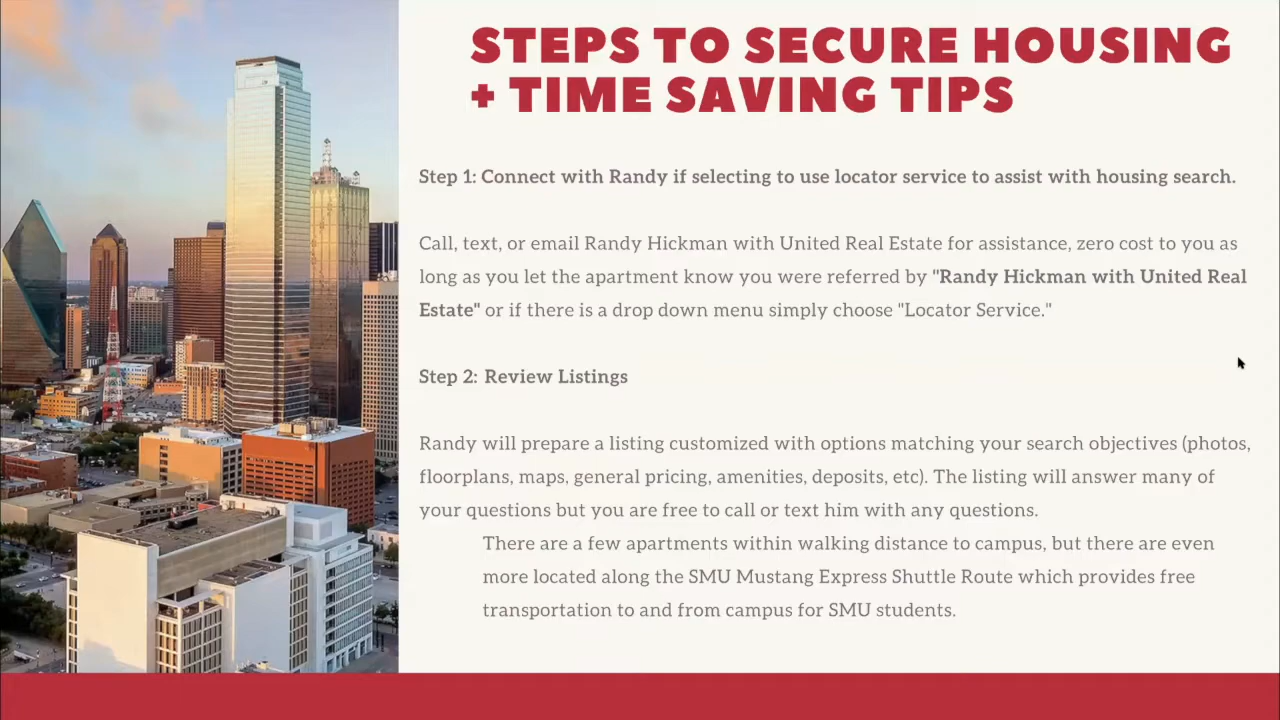 STEPS TO SECURE HOUSING
+ TIME SAVING TIPS
Step 1: Connect with Randy if selecting to use locator service to assist with housing search.
Call, text, or email Randy Hickman with United Real Estate for assistance, zero cost to you as
long as you let the apartment know you were referred by "Randy Hickman with United Real
Estate" or if there is a drop down menu simply choose "Locator Service."
Step 2: Review Listings
Randy will prepare a listing customized with options matching your search objectives (photos,
floorplans, maps, general pricing, amenities, deposits, etc). The listing will answer many of
your questions but you are free to call or text him with any questions.
There are a few apartments within walking distance to campus, but there are even
more located along the SMU Mustang Express Shuttle Route which provides free
transportation to and from campus for SMU students.